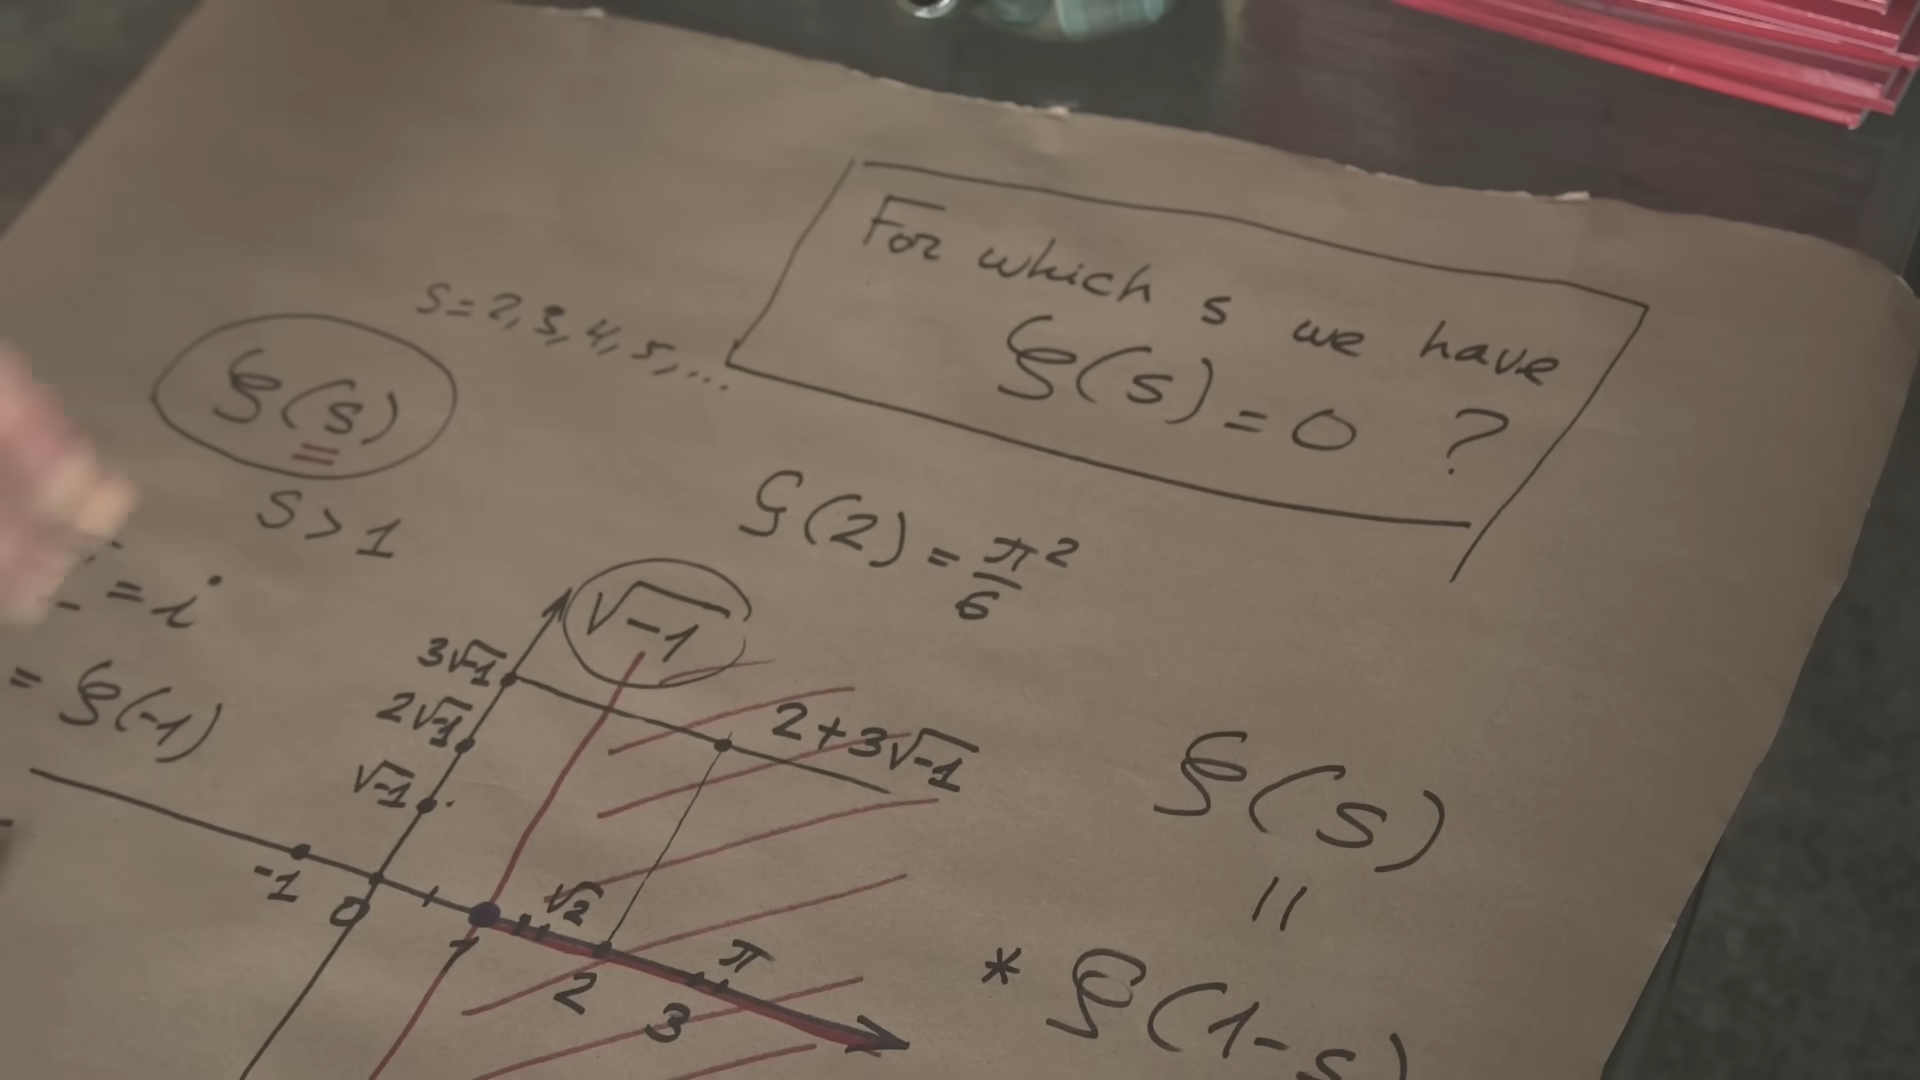 For which s we have
ζ(s) = 0 ?
s=2,3,4,5,...
ζ(s)
s>1
ζ(2) = π²/6
= i
= ζ(-1)
√-1
3√-1
2√-1
√-1
2+3√-1
-1
0
1
√2
2
3
π
ζ(s)
=
* ζ(1-s)